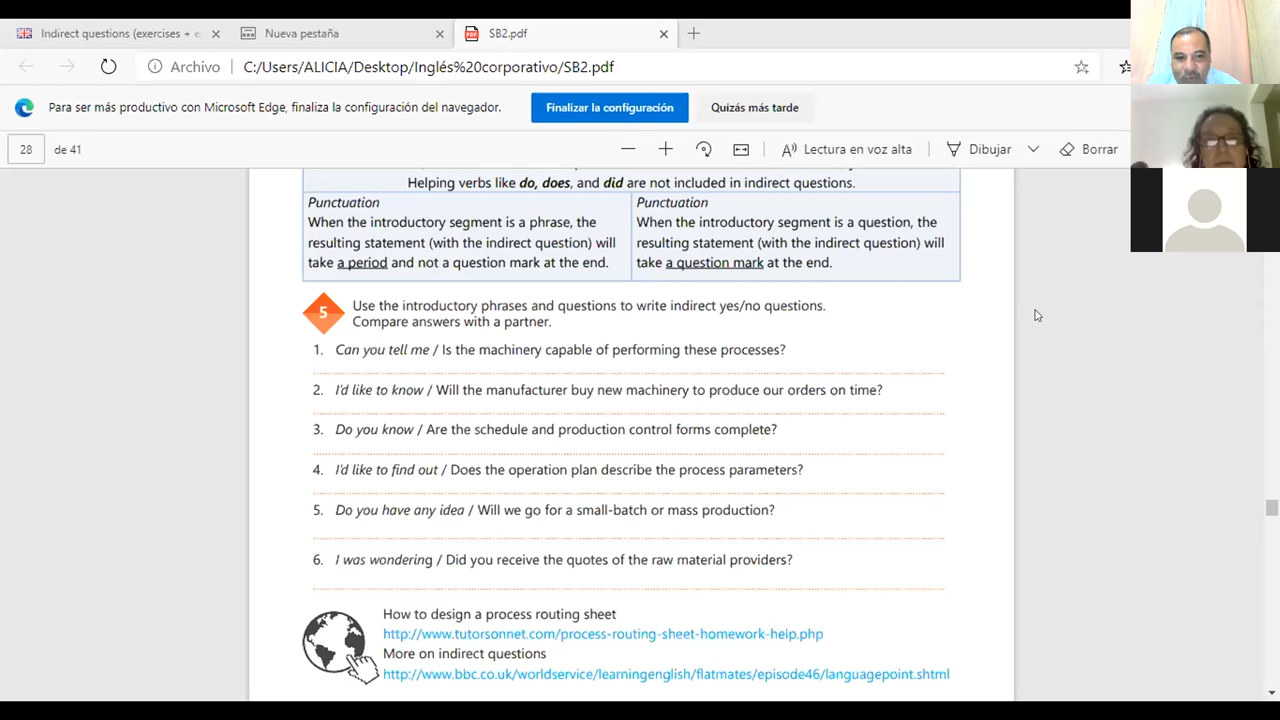 Indirect questions (exercises + e
Nueva pestaña
SB2.pdf
Archivo C:/Users/ALICIA/Desktop/Inglés%20corporativo/SB2.pdf
Para ser más productivo con Microsoft Edge, finaliza la configuración del navegador. Finalizar la configuración Quizás más tarde
28 de 41 Lectura en voz alta Dibujar Borrar
Helping verbs like do, does, and did are not included in indirect questions.
Punctuation
When the introductory segment is a phrase, the
resulting statement (with the indirect question) will
take a period and not a question mark at the end.
Punctuation
When the introductory segment is a question, the
resulting statement (with the indirect question) will
take a question mark at the end.
5 Use the introductory phrases and questions to write indirect yes/no questions.
Compare answers with a partner.
1. Can you tell me / Is the machinery capable of performing these processes?
2. I'd like to know / Will the manufacturer buy new machinery to produce our orders on time?
3. Do you know / Are the schedule and production control forms complete?
4. I'd like to find out / Does the operation plan describe the process parameters?
5. Do you have any idea / Will we go for a small-batch or mass production?
6. I was wondering / Did you receive the quotes of the raw material providers?
How to design a process routing sheet
http://www.tutorsonnet.com/process-routing-sheet-homework-help.php
More on indirect questions
http://www.bbc.co.uk/worldservice/learningenglish/flatmates/episode46/languagepoint.shtml